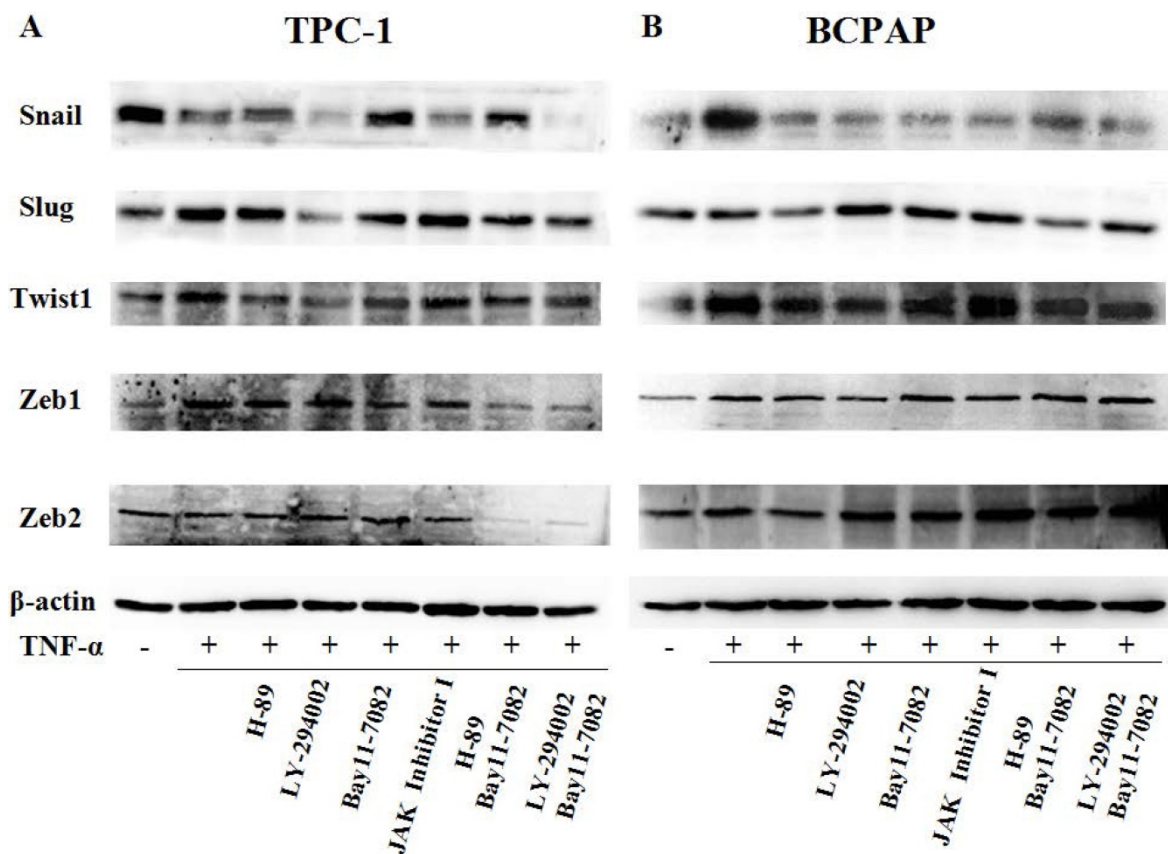 A TPC-1 B BCPAP
Snail
Slug
Twist1
Zeb1
Zeb2
β-actin
TNF-α - + + + + + + + - + + + + + + +
H-89
LY-294002
Bay11-7082
JAK Inhibitor I
H-89
Bay11-7082
LY-294002
Bay11-7082
H-89
LY-294002
Bay11-7082
JAK Inhibitor I
H-89
Bay11-7082
LY-294002
Bay11-7082